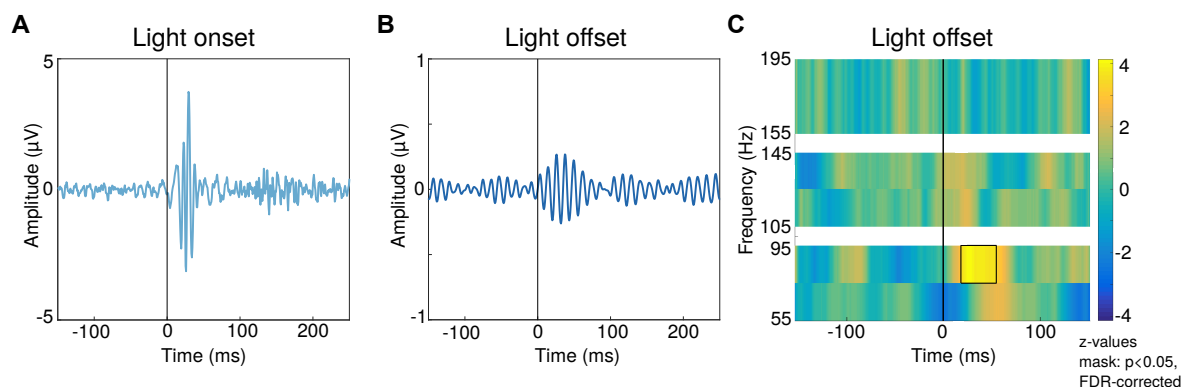 A
Light onset
5
0
-5
Amplitude (µV)
-100
0
100
200
Time (ms)
B
Light offset
1
0
-1
Amplitude (µV)
-100
0
100
200
Time (ms)
C
Light offset
195
155
145
105
95
55
Frequency (Hz)
-100
0
100
Time (ms)
4
2
0
-2
-4
z-values
mask: p<0.05,
FDR-corrected